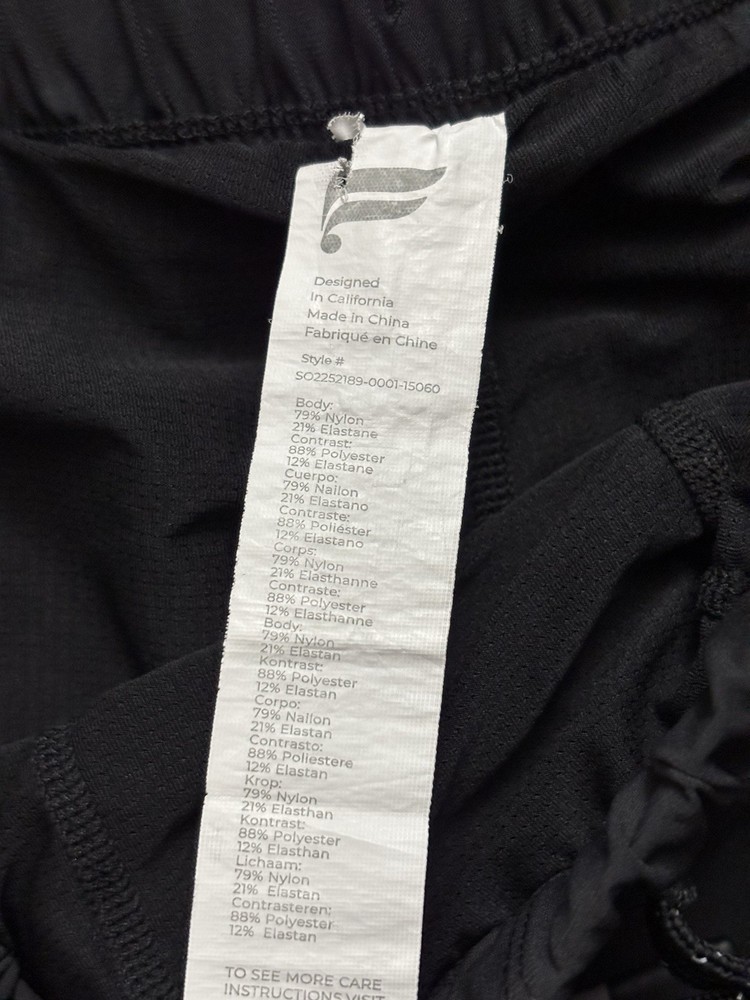 Designed
In California
Made in China
Fabriqué en Chine
Style #
SO2252189-0001-15060
Body:
79% Nylon
21% Elastane
Contrast:
88% Polyester
12% Elastane
Cuerpo:
79% Nailon
21% Elastano
Contraste:
88% Poliéster
12% Elastano
Corps:
79% Nylon
21% Elasthanne
Contraste:
88% Polyester
12% Elasthanne
Body:
79% Nylon
21% Elastan
Kontrast:
88% Polyester
12% Elastan
Corpo:
79% Nailon
21% Elastan
Contrasto:
88% Poliestere
12% Elastan
Krop:
79% Nylon
21% Elasthan
Kontrast:
88% Polyester
12% Elasthan
Lichaam:
79% Nylon
21% Elastan
Contrasteren:
88% Polyester
12% Elastan
TO SEE MORE CARE
INSTRUCTIONS VISIT